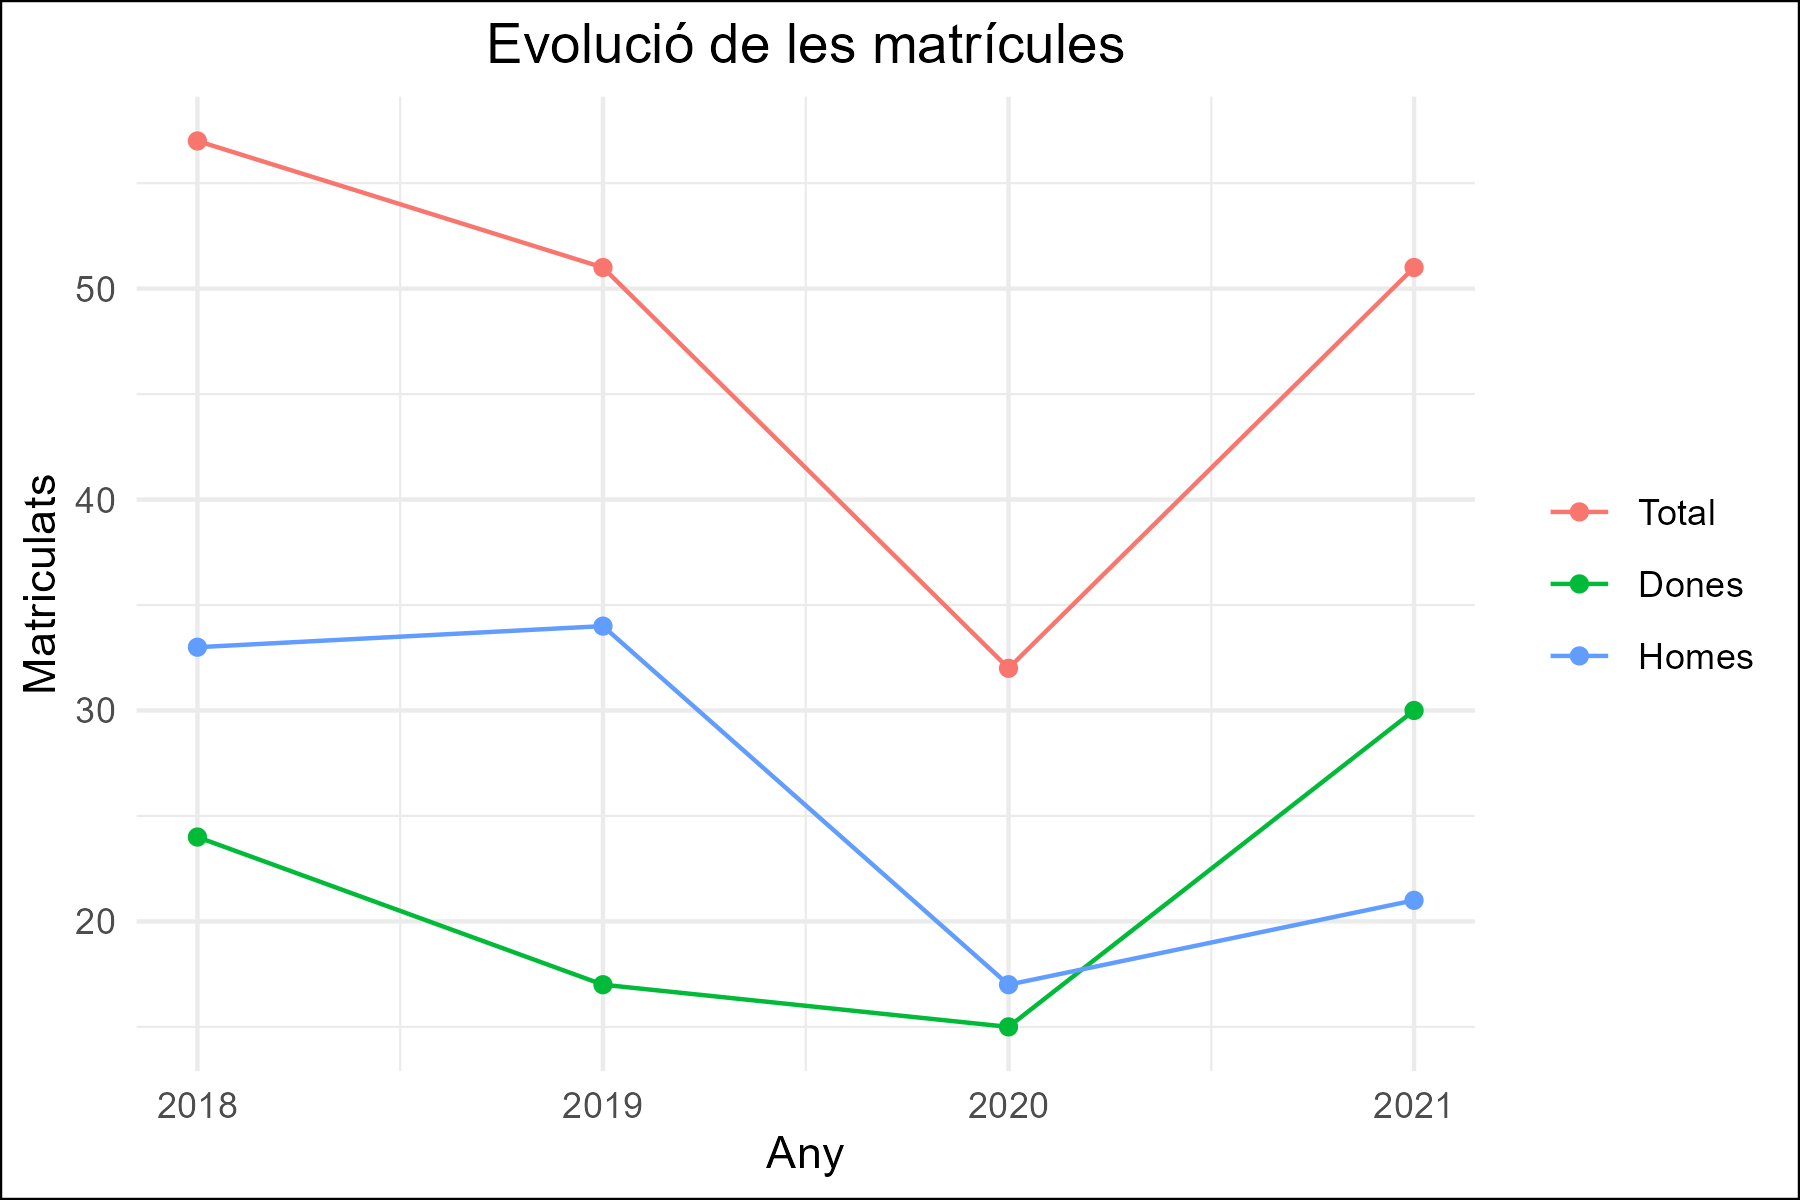 Evolució de les matrícules
Matriculats
50
40
30
20
2018
2019
2020
2021
Any
Total
Dones
Homes